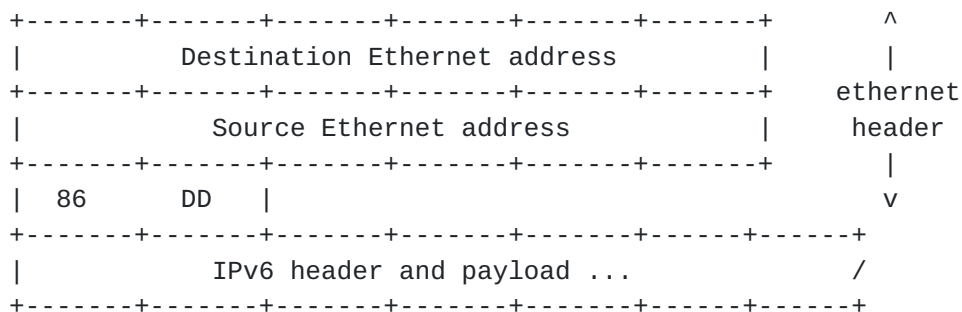 +-------+-------+-------+-------+-------+-------+        ^
|          Destination Ethernet address         |        |
+-------+-------+-------+-------+-------+-------+    ethernet
|            Source Ethernet address            |     header
+-------+-------+-------+-------+-------+-------+        |
|  86      DD   |                                        v
+-------+-------+-------+-------+-------+------+------+
|            IPv6 header and payload ...              /
+-------+-------+-------+-------+-------+------+------+